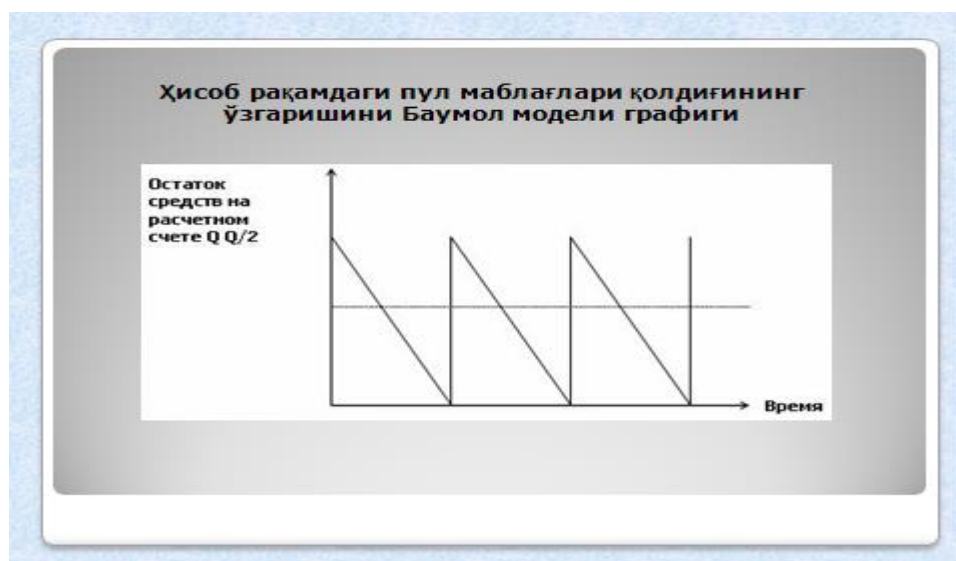 Ҳисоб рақамдаги пул маблағлари қолдиғининг
ўзгаришини Баумол модели графиги
Остаток
средств на
расчетном
счете Q Q/2
Время